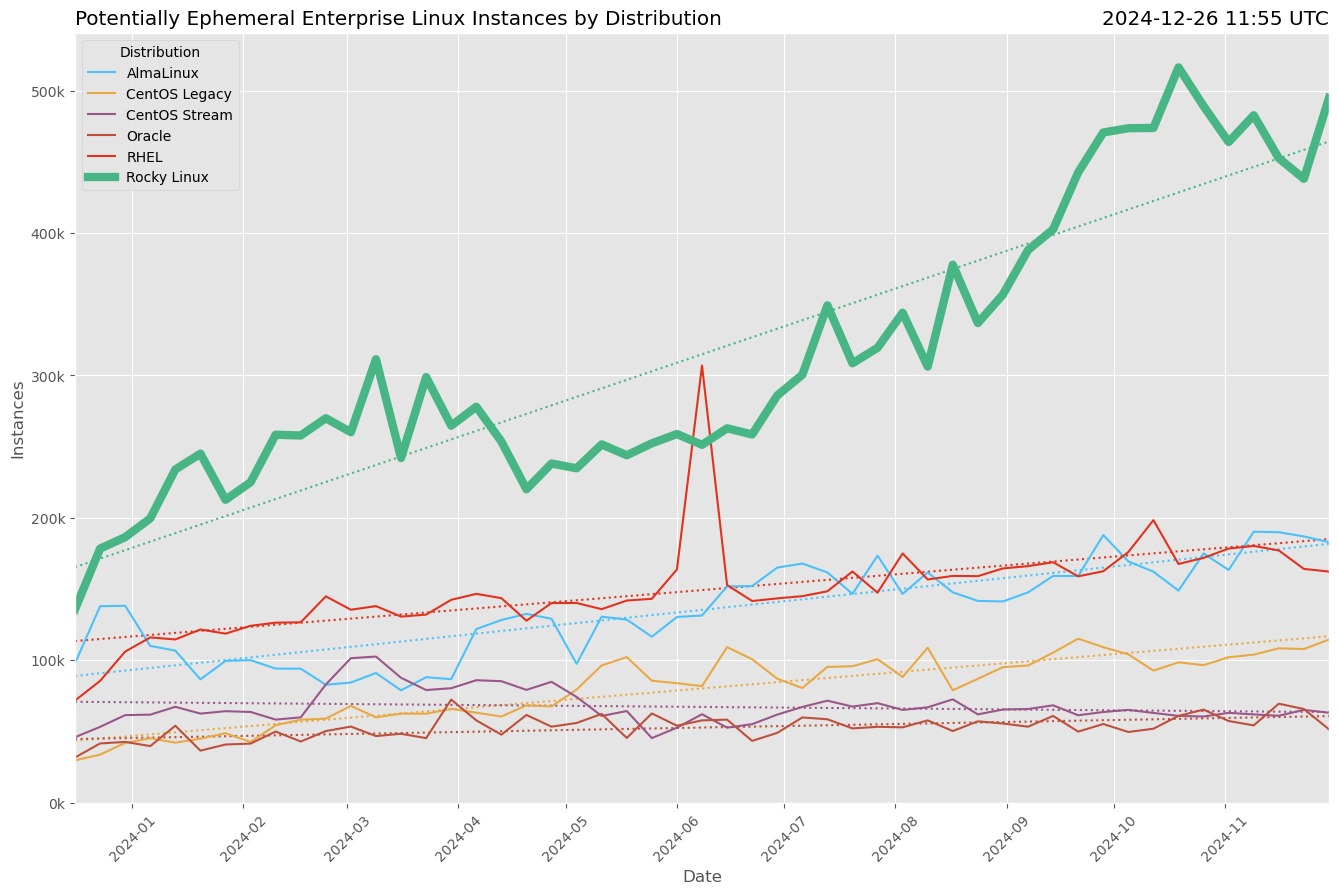 Potentially Ephemeral Enterprise Linux Instances by Distribution
2024-12-26 11:55 UTC
Distribution
AlmaLinux
CentOS Legacy
CentOS Stream
Oracle
RHEL
Rocky Linux
Instances
500k
400k
300k
200k
100k
0k
2024-01
2024-02
2024-03
2024-04
2024-05
2024-06
2024-07
2024-08
2024-09
2024-10
2024-11
Date